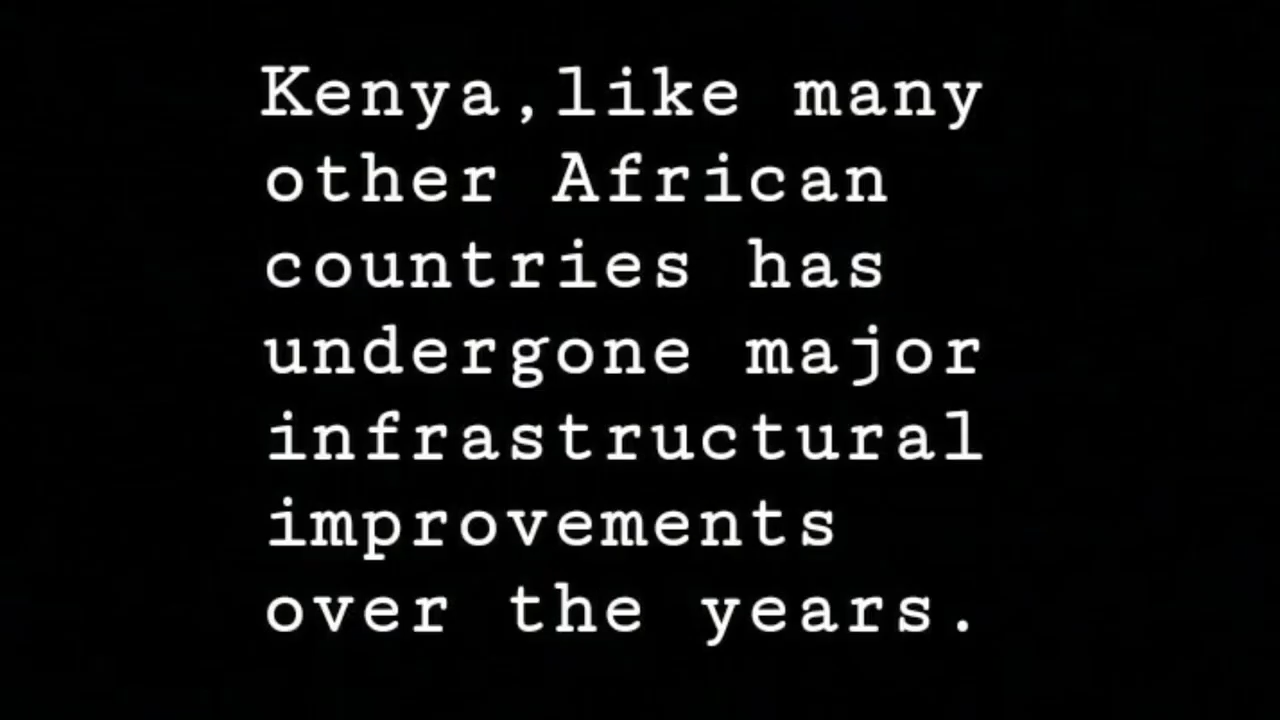 Kenya,like many
other African
countries has
undergone major
infrastructural
improvements
over the years.